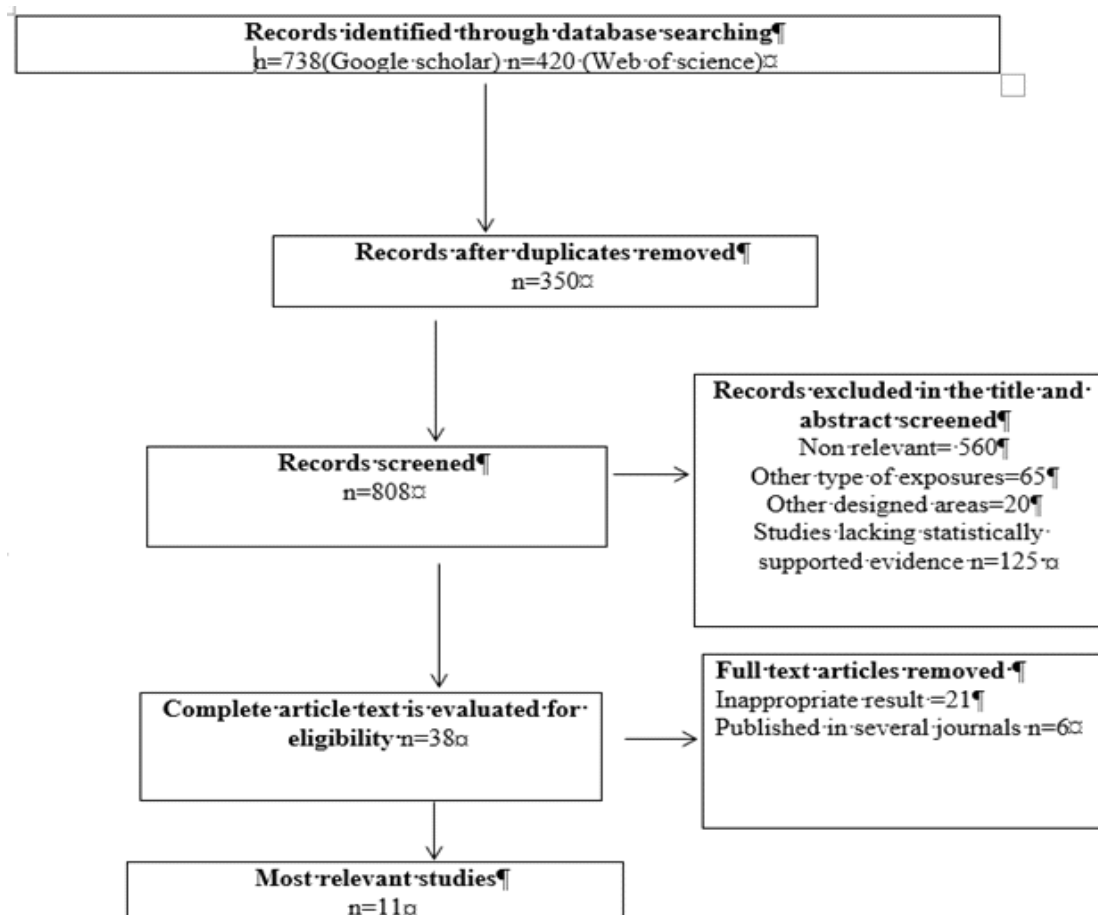 Records·identified·through·database·searching¶
n=738(Google·scholar)·n=420·(Web·of·science)¤
Records·after·duplicates·removed¶
n=350¤
Records·screened¶
n=808¤
Records·excluded·in·the·title·and·
abstract·screened¶
Non·relevant=·560¶
Other·type·of·exposures=65¶
Other·designed·areas=20¶
Studies·lacking·statistically·
supported·evidence·n=125·¤
Complete·article·text·is·evaluated·for·
eligibility·n=38¤
Full·text·articles·removed·¶
Inappropriate·result·=21¶
Published·in·several·journals·n=6¤
Most·relevant·studies¶
n=11¤